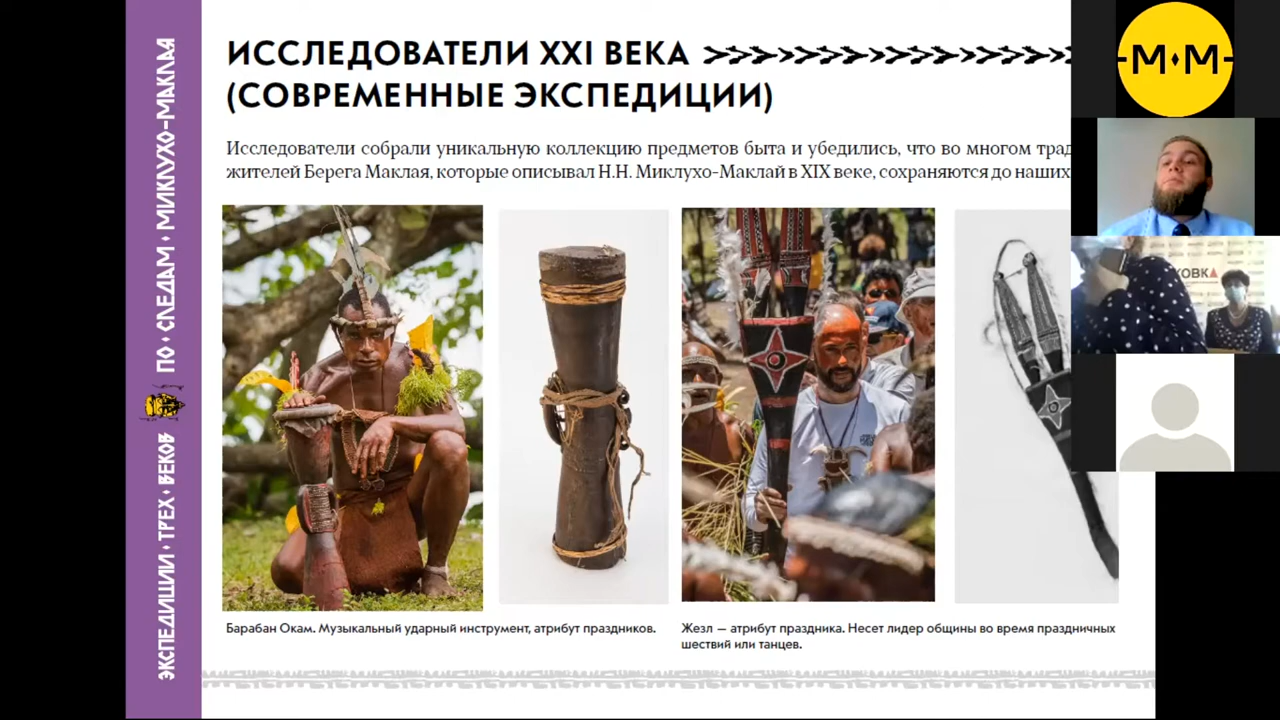 ИССЛЕДОВАТЕЛИ XXI ВЕКА
(СОВРЕМЕННЫЕ ЭКСПЕДИЦИИ)
Исследователи собрали уникальную коллекцию предметов быта и убедились, что во многом трад
жителей Берега Маклая, которые описывал Н.Н. Миклухо-Маклай в XIX веке, сохраняются до наших
Барабан Окам. Музыкальный ударный инструмент, атрибут праздников.
Жезл — атрибут праздника. Несет лидер общины во время праздничных
шествий или танцев.
ЭКСПЕДИЦИИ • ТРЕХ • ВЕКОВ
ПО • СЛЕДАМ • МИКЛУХО-МАКЛАЯ
-М•М-
ХОВКА